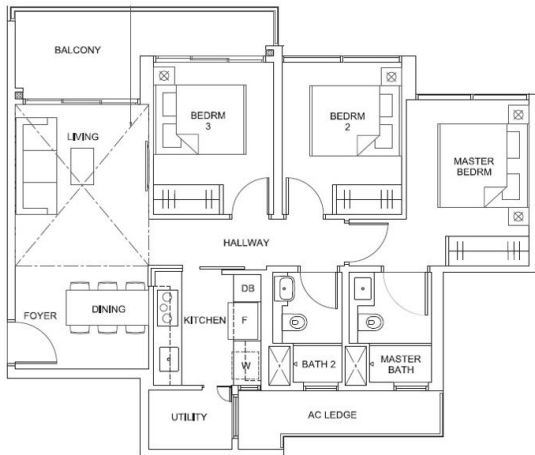 BALCONY
BEDRM
3
BEDRM
2
LIVING
MASTER
BEDRM
HALLWAY
DB
FOYER
DINING
KITCHEN
F
W
BATH 2
MASTER
BATH
UTILITY
AC LEDGE